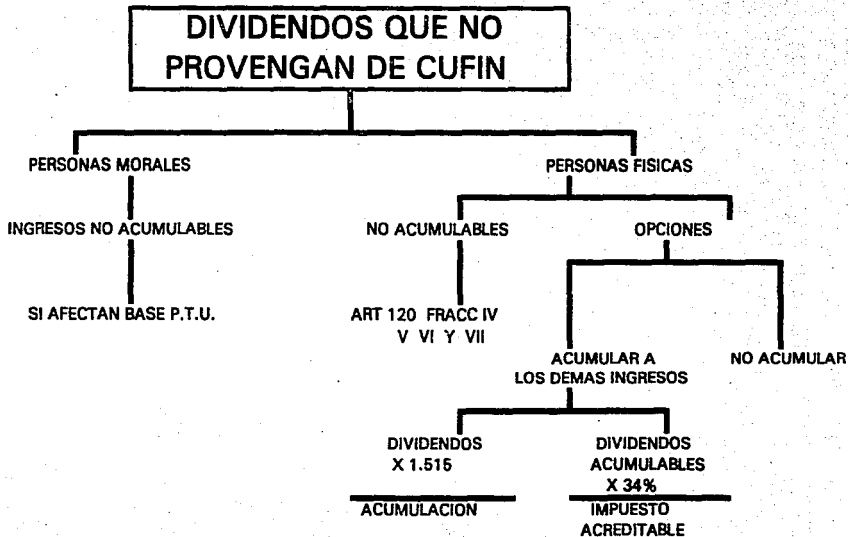 DIVIDENDOS QUE NO
PROVENGAN DE CUFIN
PERSONAS MORALES
PERSONAS FISICAS
INGRESOS NO ACUMULABLES
NO ACUMULABLES
OPCIONES
SI AFECTAN BASE P.T.U.
ART 120 FRACC IV
V VI Y VII
ACUMULAR A
LOS DEMAS INGRESOS
NO ACUMULAR
DIVIDENDOS
X 1.515
ACUMULACION
DIVIDENDOS
ACUMULABLES
X 34%
IMPUESTO
ACREDITABLE